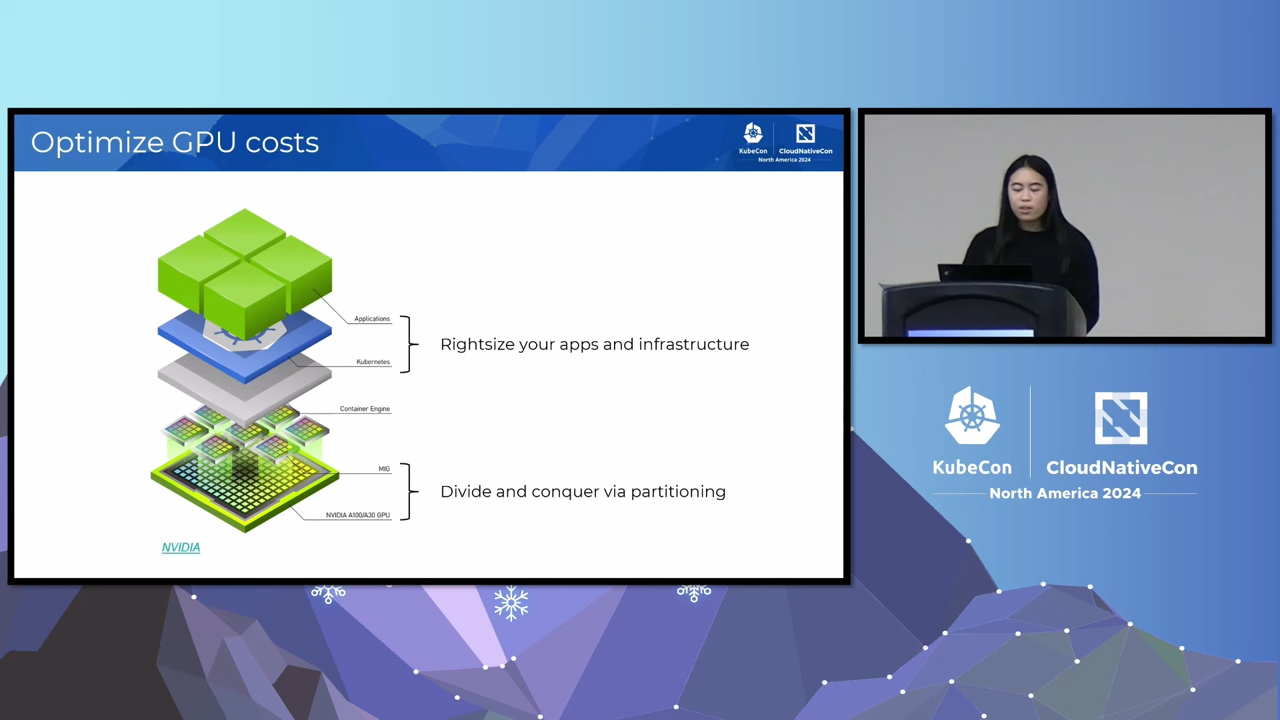 Optimize GPU costs
KubeCon
CloudNativeCon
North America 2024
Applications
Kubernetes
Rightsize your apps and infrastructure
Container Engine
MIG
NVIDIA A100/A30 GPU
Divide and conquer via partitioning
NVIDIA
KubeCon
CloudNativeCon
North America 2024